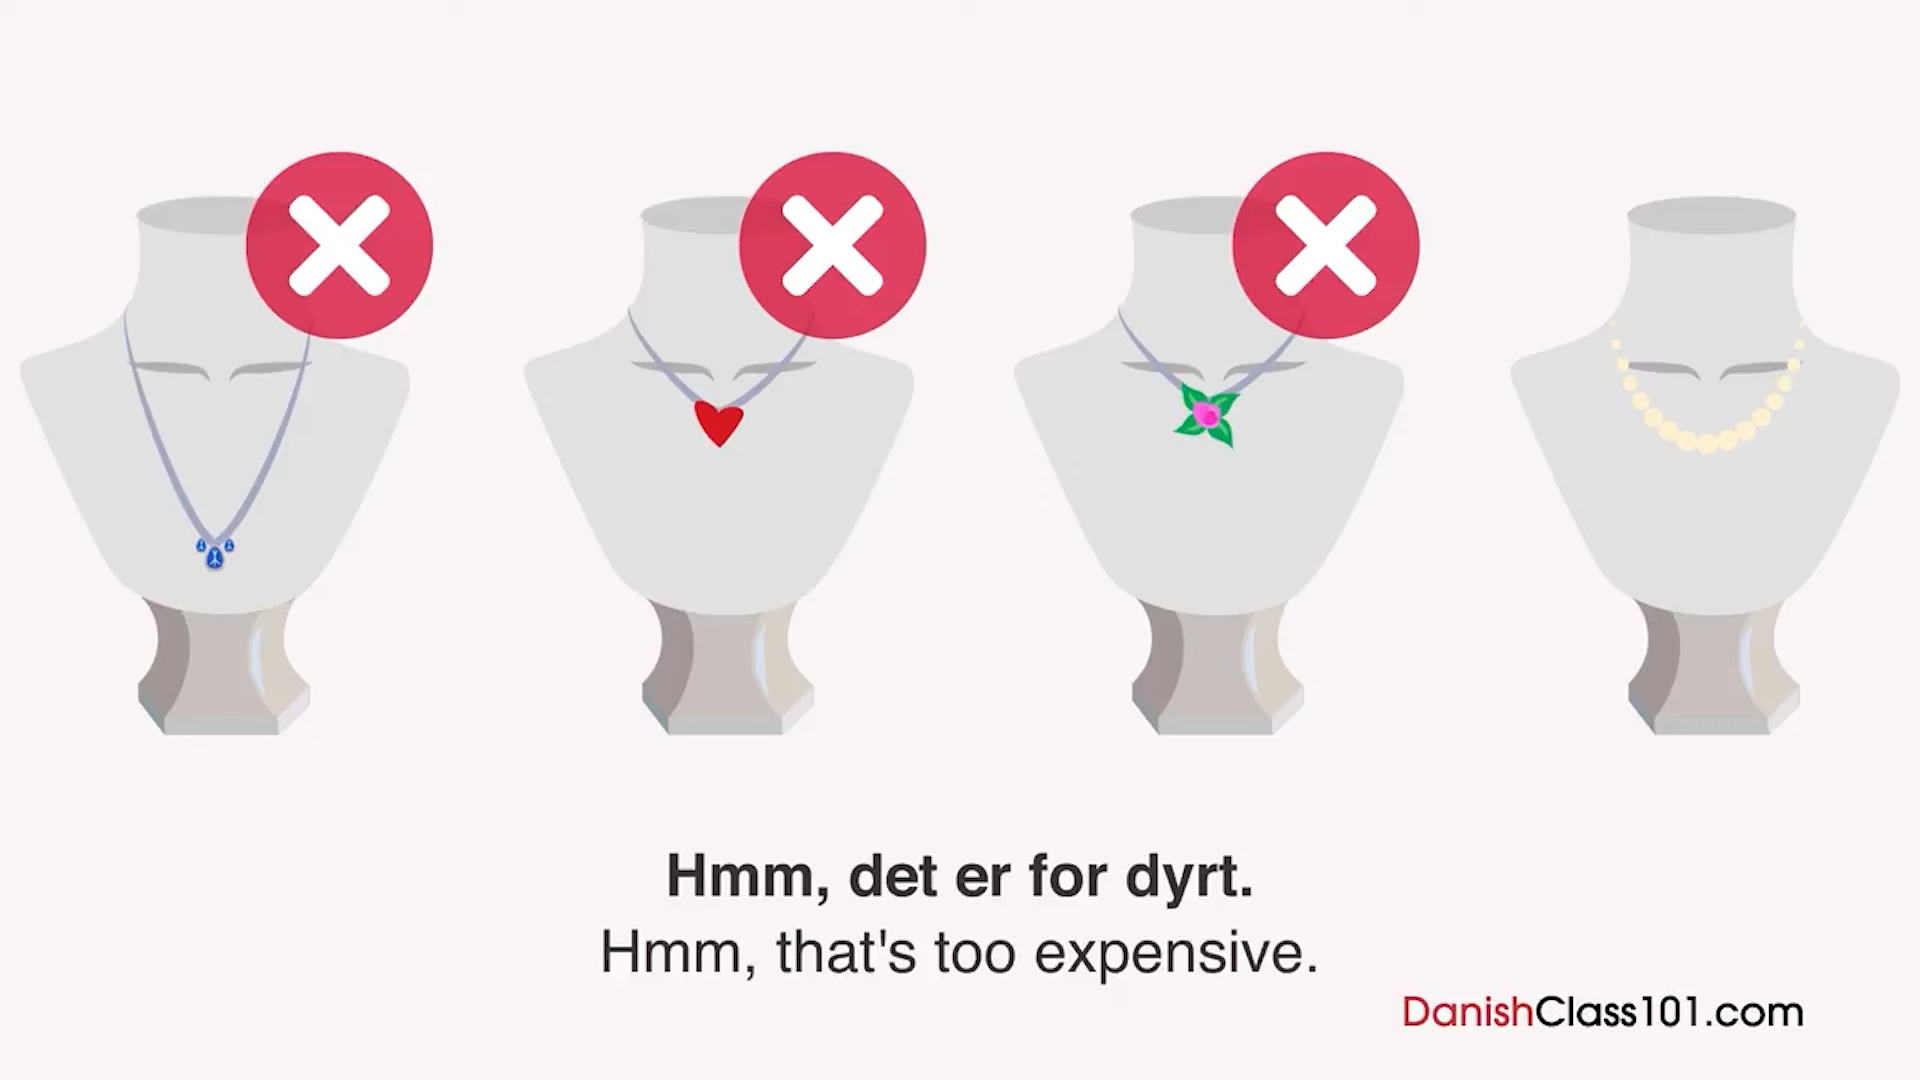 Hmm, det er for dyrt.
Hmm, that's too expensive.
DanishClass101.com